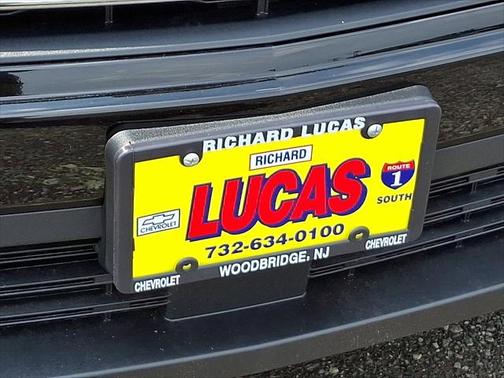 RICHARD LUCAS
RICHARD
LUCAS
ROUTE
1
SOUTH
CHEVROLET
732-634-0100
WOODBRIDGE, NJ
CHEVROLET
CHEVROLET